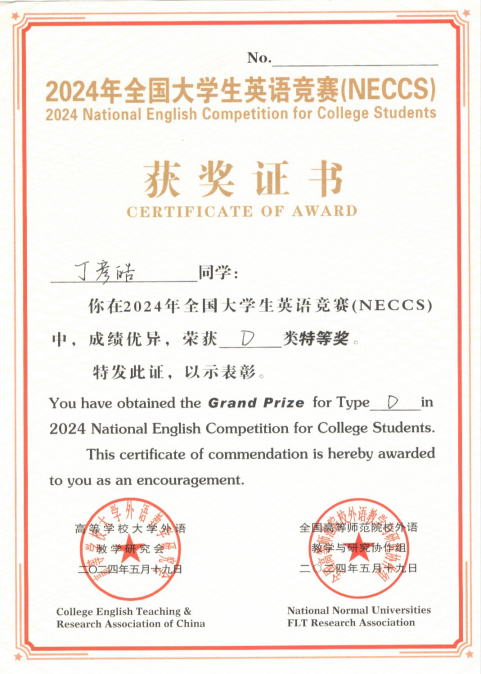 No.
2024年全国大学生英语竞赛(NECCS)
2024 National English Competition for College Students
获奖证书
CERTIFICATE OF AWARD
丁彦皓 同学：
你在2024年全国大学生英语竞赛(NECCS)
中，成绩优异，荣获 D 类特等奖。
特发此证，以示表彰。
You have obtained the Grand Prize for Type D in
2024 National English Competition for College Students.
This certificate of commendation is hereby awarded
to you as an encouragement.
高等学校大学外语
教学研究会
二〇二四年五月十九日
College English Teaching &
Research Association of China
全国高等师范院校外语
教学与研究协作组
二〇二四年五月十九日
National Normal Universities
FLT Research Association